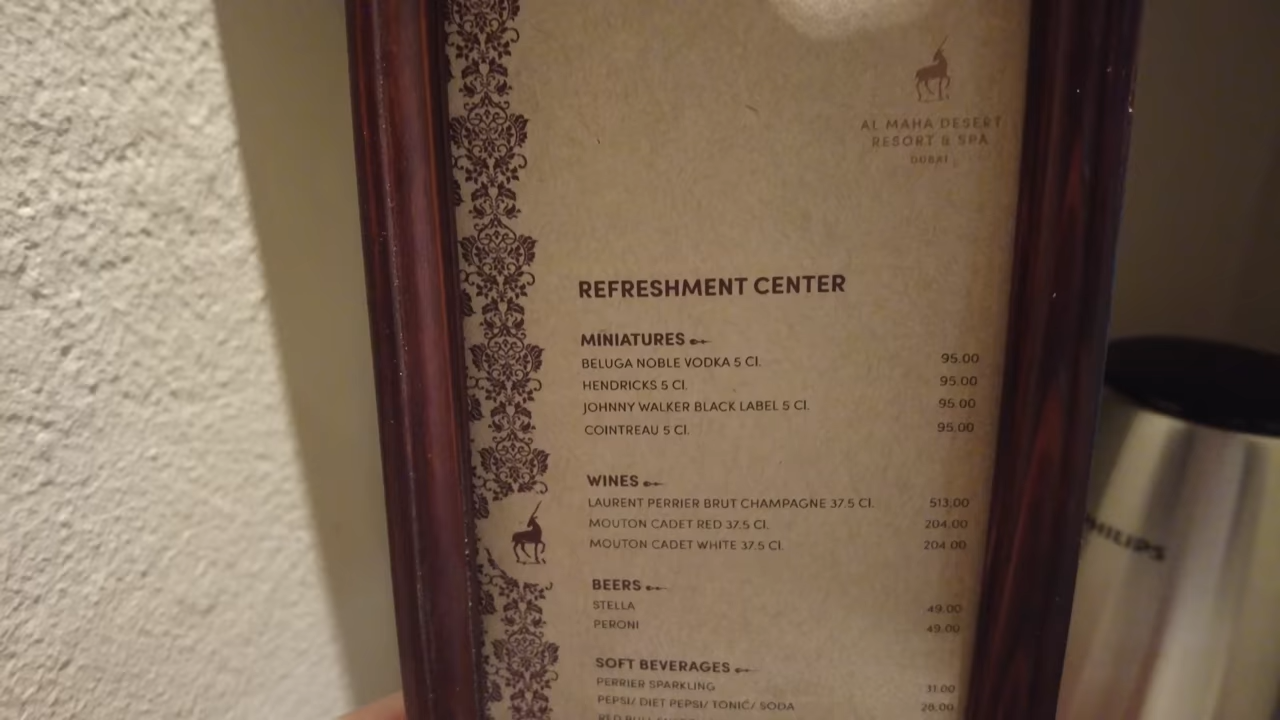 AL MAHA DESERT
RESORT & SPA
DUBAI
REFRESHMENT CENTER
MINIATURES
BELUGA NOBLE VODKA 5 Cl. 95.00
HENDRICKS 5 Cl. 95.00
JOHNNY WALKER BLACK LABEL 5 Cl. 95.00
COINTREAU 5 Cl. 95.00
WINES
LAURENT PERRIER BRUT CHAMPAGNE 37.5 Cl. 513.00
MOUTON CADET RED 37.5 Cl. 204.00
MOUTON CADET WHITE 37.5 Cl. 204.00
BEERS
STELLA 49.00
PERONI 49.00
SOFT BEVERAGES
PERRIER SPARKLING 31.00
PEPSI/ DIET PEPSI/ TONIC/ SODA 28.00
RED BULL
PHILIPS